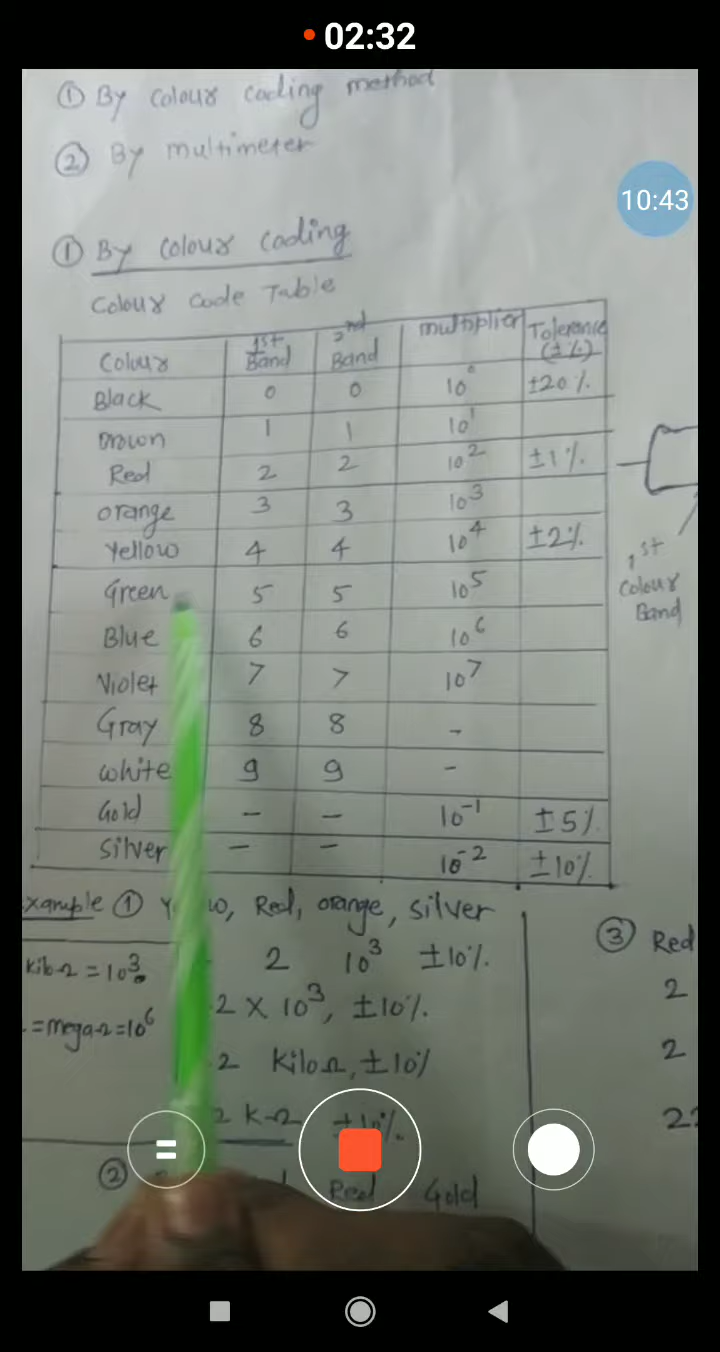 02:32
① By Colour coding method
② By multimeter
10:43
① By Colour Coding
Colour Code Table
Colour 1st Band 2nd Band multiplier Tolerance (±%)
Black 0 0 10⁰ ±20%
Brown 1 1 10¹
Red 2 2 10² ±1%
orange 3 3 10³
Yellow 4 4 10⁴ ±2%
Green 5 5 10⁵
Blue 6 6 10⁶
Violet 7 7 10⁷
Gray 8 8 -
white 9 9 -
Gold - - 10⁻¹ ±5%
Silver - - 10⁻² ±10%
1st
Colour
Band
Example ① , Red, orange, silver
kilo-Ω = 10³
2 10³ ±10%.
= mega-Ω = 10⁶
2 × 10³, ±10%.
2 KiloΩ, ±10%
2 K-Ω ±10%.
② Red Gold
③ Red
2
2
22